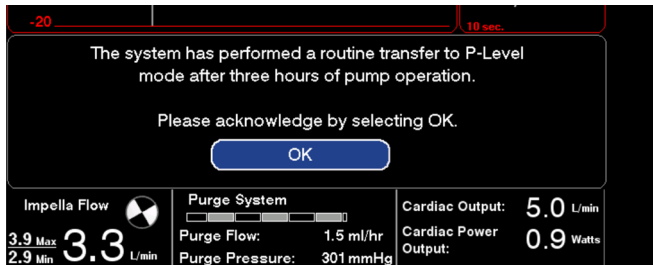 -20
10 sec.
The system has performed a routine transfer to P-Level
mode after three hours of pump operation.
Please acknowledge by selecting OK.
OK
Impella Flow
3.9 Max
2.9 Min
3.3 L/min
Purge System
Purge Flow: 1.5 ml/hr
Purge Pressure: 301 mmHg
Cardiac Output: 5.0 L/min
Cardiac Power
Output: 0.9 Watts